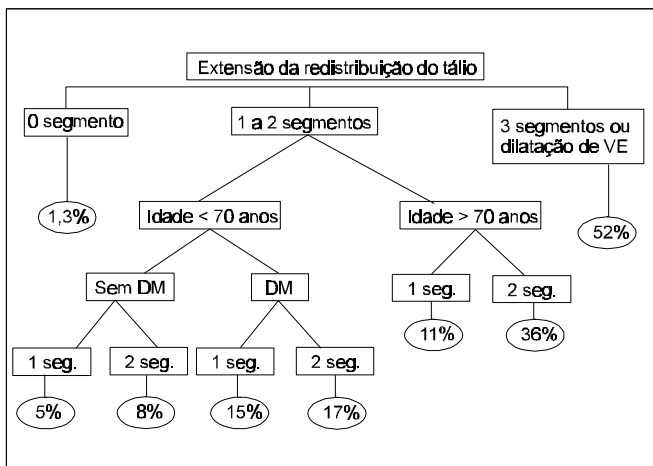 Extensão da redistribuição do tálio
0 segmento
1 a 2 segmentos
3 segmentos ou
dilatação de VE
1,3%
52%
Idade < 70 anos
Idade > 70 anos
Sem DM
DM
1 seg.
2 seg.
11%
36%
1 seg.
2 seg.
1 seg.
2 seg.
5%
8%
15%
17%